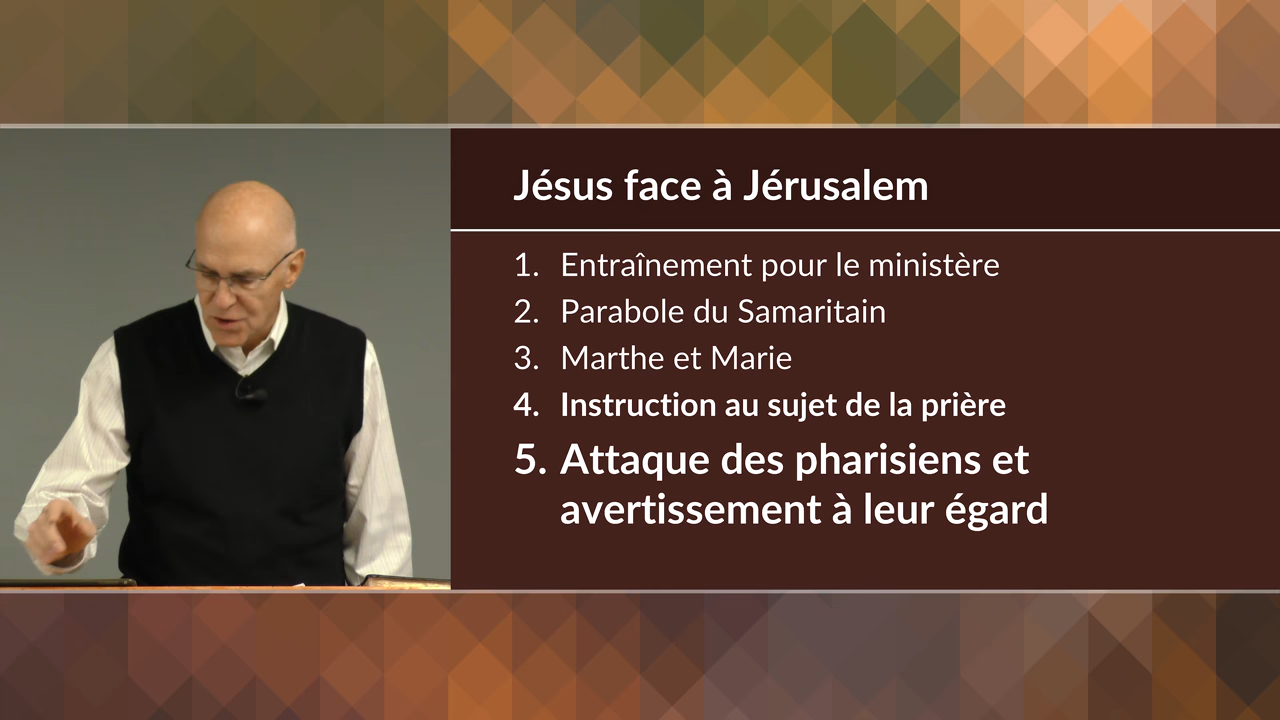 Jésus face à Jérusalem
1. Entraînement pour le ministère
2. Parabole du Samaritain
3. Marthe et Marie
4. Instruction au sujet de la prière
5. Attaque des pharisiens et
avertissement à leur égard